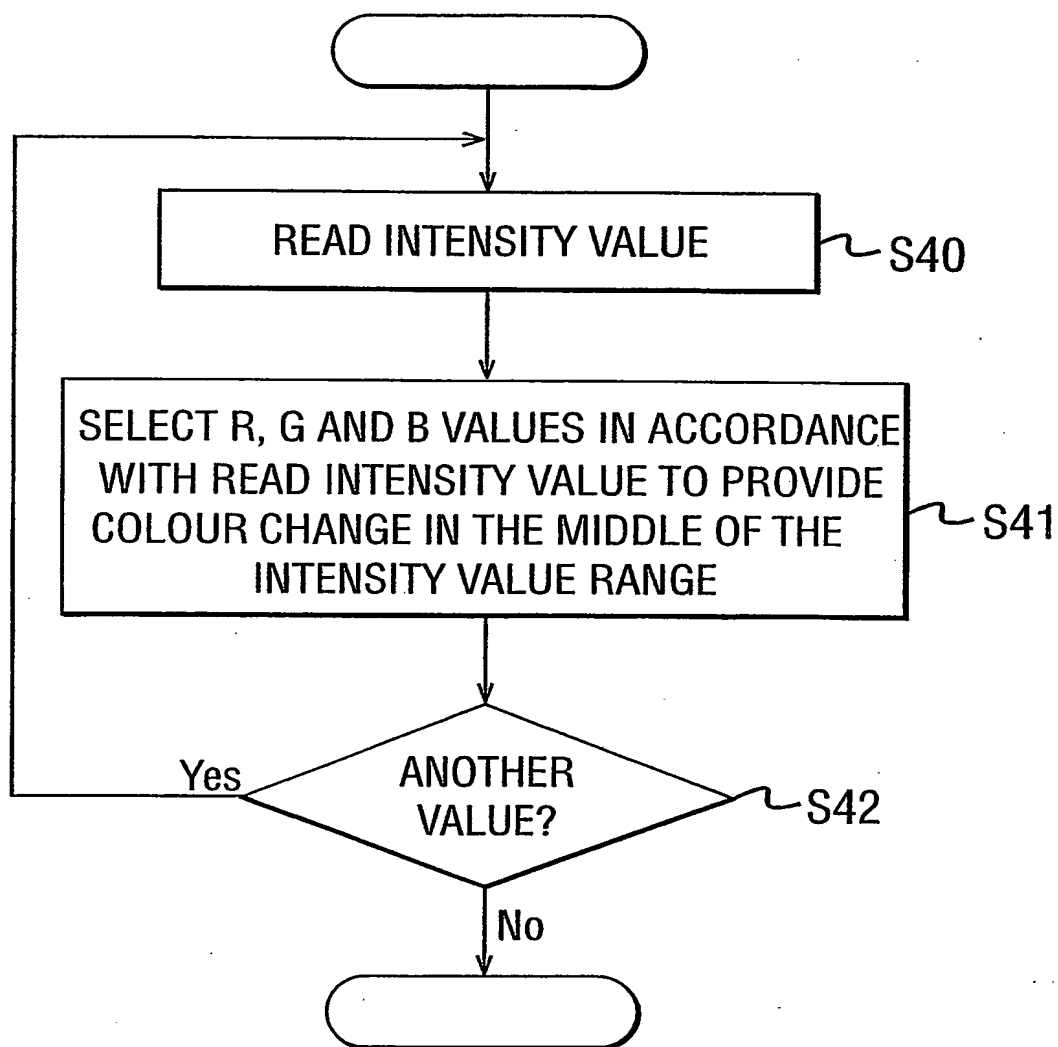 READ INTENSITY VALUE
S40
SELECT R, G AND B VALUES IN ACCORDANCE
WITH READ INTENSITY VALUE TO PROVIDE
COLOUR CHANGE IN THE MIDDLE OF THE
INTENSITY VALUE RANGE
S41
Yes
ANOTHER
VALUE?
S42
No